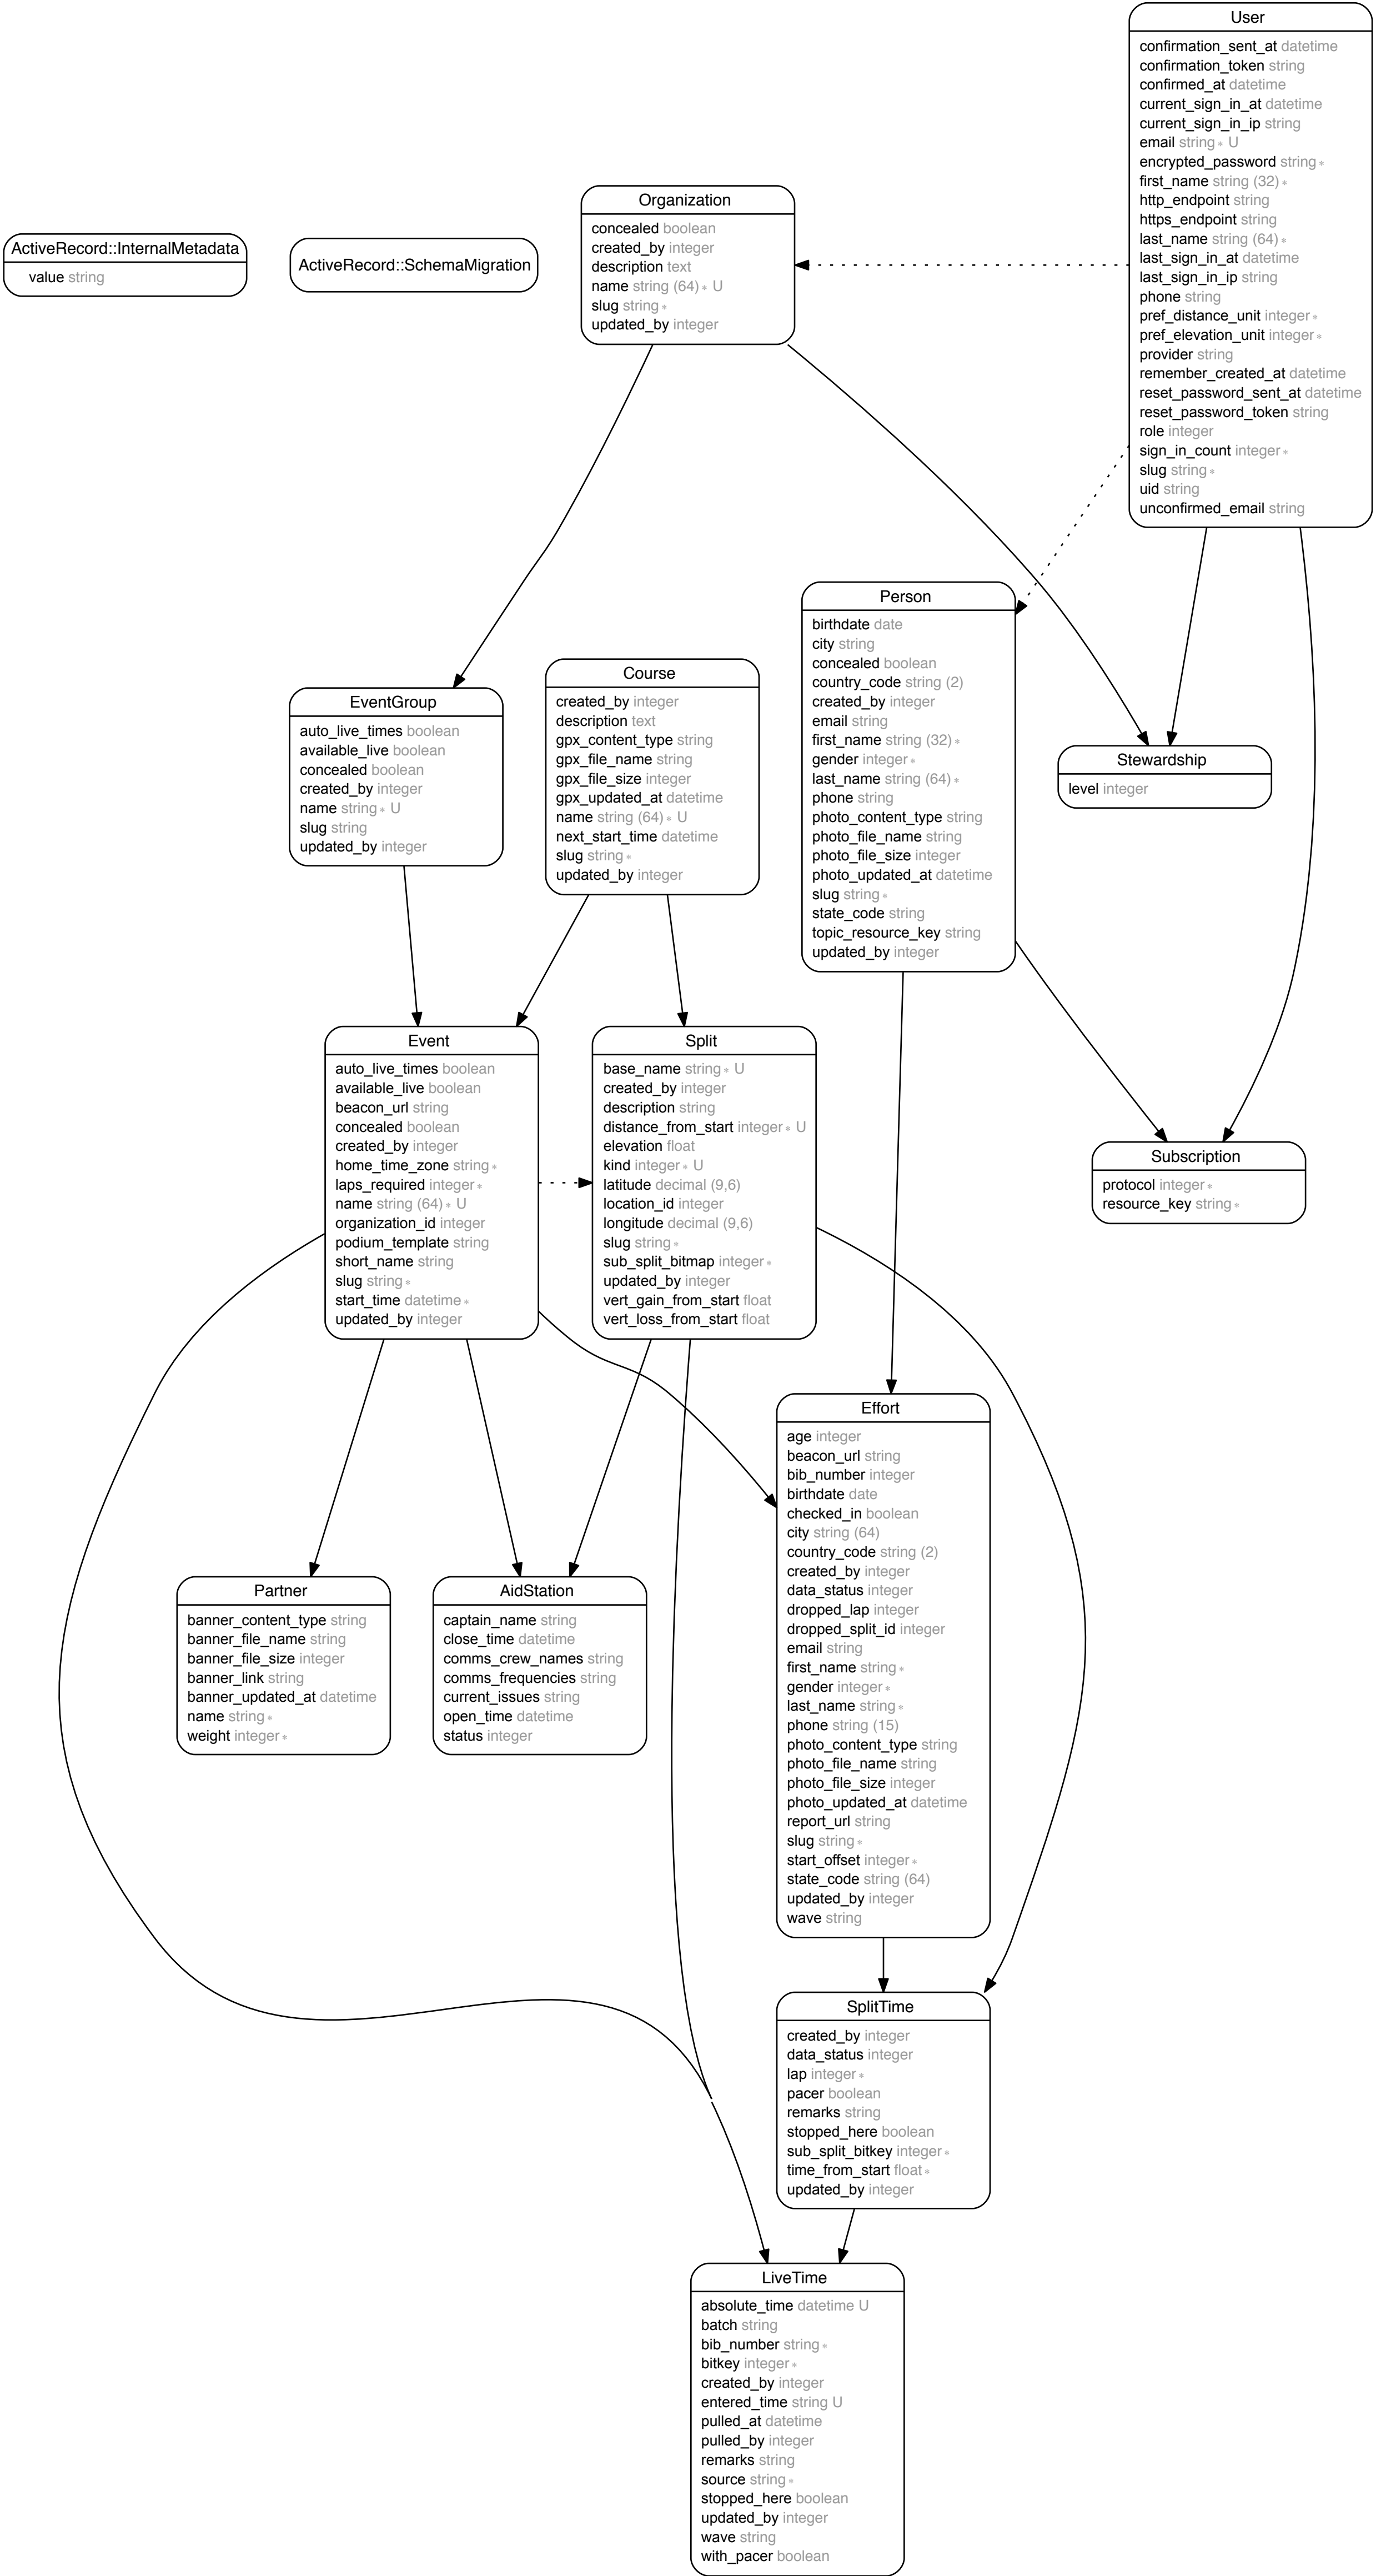 User
confirmation_sent_at datetime
confirmation_token string
confirmed_at datetime
current_sign_in_at datetime
current_sign_in_ip string
email string∗ U
encrypted_password string∗
first_name string (32)∗
http_endpoint string
https_endpoint string
last_name string (64)∗
last_sign_in_at datetime
last_sign_in_ip string
phone string
pref_distance_unit integer∗
pref_elevation_unit integer∗
provider string
remember_created_at datetime
reset_password_sent_at datetime
reset_password_token string
role integer
sign_in_count integer∗
slug string∗
uid string
unconfirmed_email string
Organization
concealed boolean
created_by integer
description text
name string (64)∗ U
slug string∗
updated_by integer
ActiveRecord::InternalMetadata
value string
ActiveRecord::SchemaMigration
Person
birthdate date
city string
concealed boolean
country_code string (2)
created_by integer
email string
first_name string (32)∗
gender integer∗
last_name string (64)∗
phone string
photo_content_type string
photo_file_name string
photo_file_size integer
photo_updated_at datetime
slug string∗
state_code string
topic_resource_key string
updated_by integer
Course
created_by integer
description text
gpx_content_type string
gpx_file_name string
gpx_file_size integer
gpx_updated_at datetime
name string (64)∗ U
next_start_time datetime
slug string∗
updated_by integer
EventGroup
auto_live_times boolean
available_live boolean
concealed boolean
created_by integer
name string∗ U
slug string
updated_by integer
Stewardship
level integer
Event
auto_live_times boolean
available_live boolean
beacon_url string
concealed boolean
created_by integer
home_time_zone string∗
laps_required integer∗
name string (64)∗ U
organization_id integer
podium_template string
short_name string
slug string∗
start_time datetime∗
updated_by integer
Split
base_name string∗ U
created_by integer
description string
distance_from_start integer∗ U
elevation float
kind integer∗ U
latitude decimal (9,6)
location_id integer
longitude decimal (9,6)
slug string∗
sub_split_bitmap integer∗
updated_by integer
vert_gain_from_start float
vert_loss_from_start float
Subscription
protocol integer∗
resource_key string∗
Effort
age integer
beacon_url string
bib_number integer
birthdate date
checked_in boolean
city string (64)
country_code string (2)
created_by integer
data_status integer
dropped_lap integer
dropped_split_id integer
email string
first_name string∗
gender integer∗
last_name string∗
phone string (15)
photo_content_type string
photo_file_name string
photo_file_size integer
photo_updated_at datetime
report_url string
slug string∗
start_offset integer∗
state_code string (64)
updated_by integer
wave string
Partner
banner_content_type string
banner_file_name string
banner_file_size integer
banner_link string
banner_updated_at datetime
name string∗
weight integer∗
AidStation
captain_name string
close_time datetime
comms_crew_names string
comms_frequencies string
current_issues string
open_time datetime
status integer
SplitTime
created_by integer
data_status integer
lap integer∗
pacer boolean
remarks string
stopped_here boolean
sub_split_bitkey integer∗
time_from_start float∗
updated_by integer
LiveTime
absolute_time datetime U
batch string
bib_number string∗
bitkey integer∗
created_by integer
entered_time string U
pulled_at datetime
pulled_by integer
remarks string
source string∗
stopped_here boolean
updated_by integer
wave string
with_pacer boolean